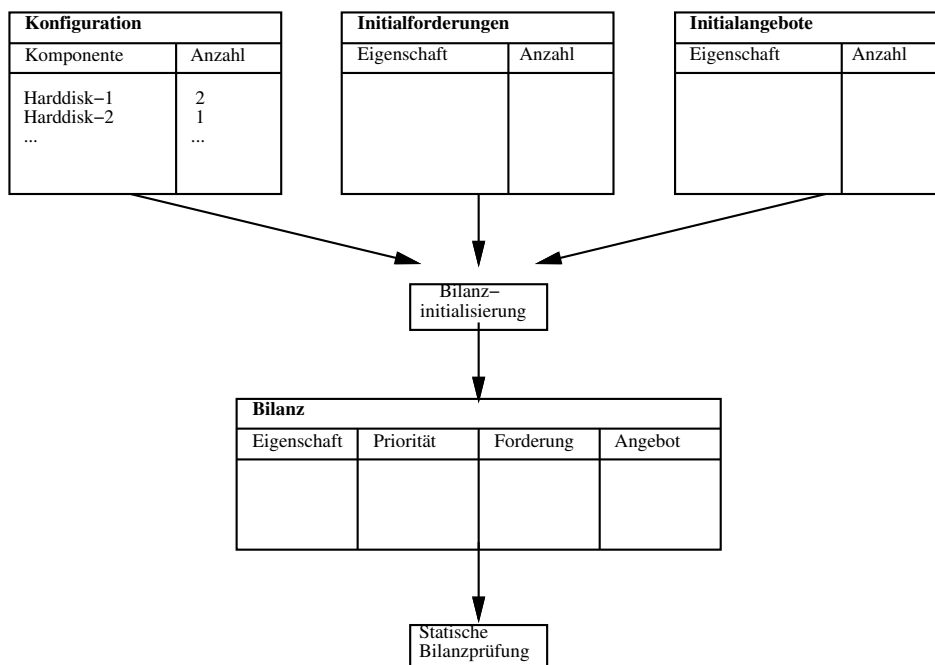 Konfiguration
Komponente Anzahl
Harddisk−1 2
Harddisk−2 1
... ...
Initialforderungen
Eigenschaft Anzahl
Initialangebote
Eigenschaft Anzahl
Bilanz−
initialisierung
Bilanz
Eigenschaft Priorität Forderung Angebot
Statische
Bilanzprüfung